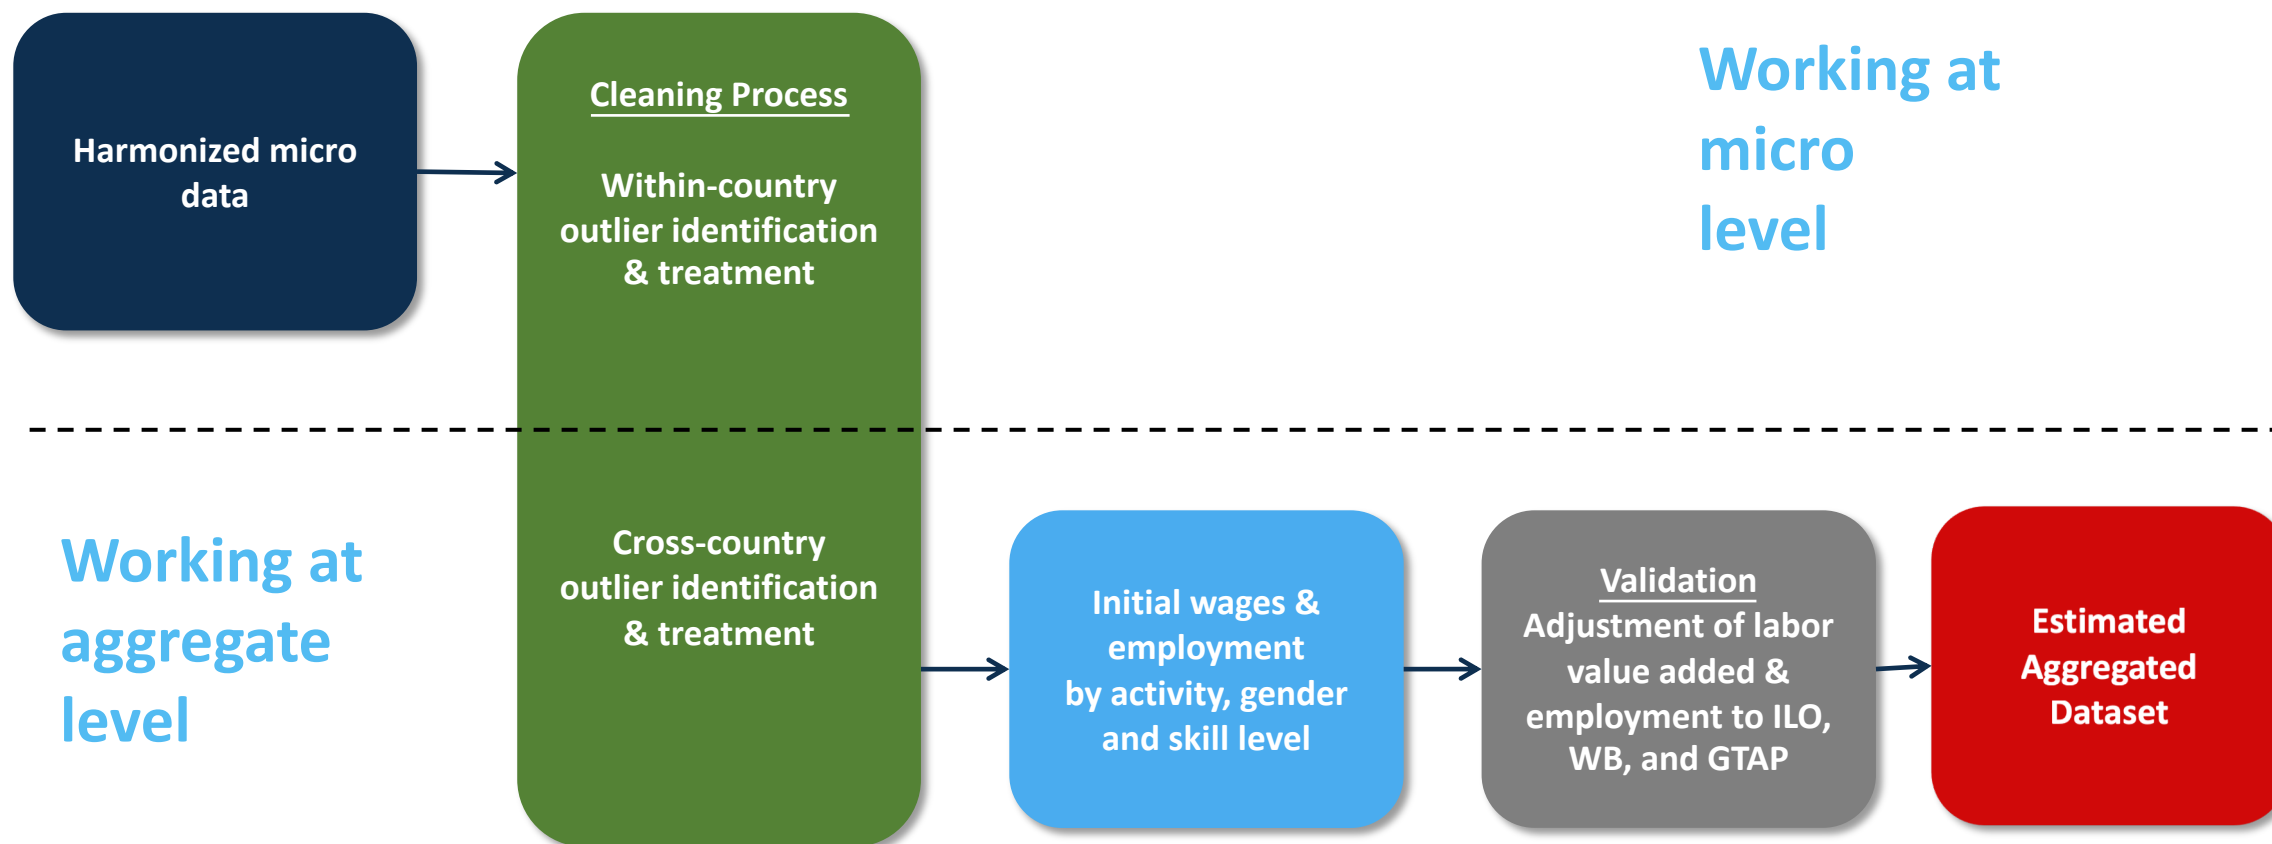 Harmonized micro
data
Cleaning Process
Within-country
outlier identification
& treatment
Working at
micro
level
Working at
aggregate
level
Cross-country
outlier identification
& treatment
Initial wages &
employment
by activity, gender
and skill level
Validation
Adjustment of labor
value added &
employment to ILO,
WB, and GTAP
Estimated
Aggregated
Dataset